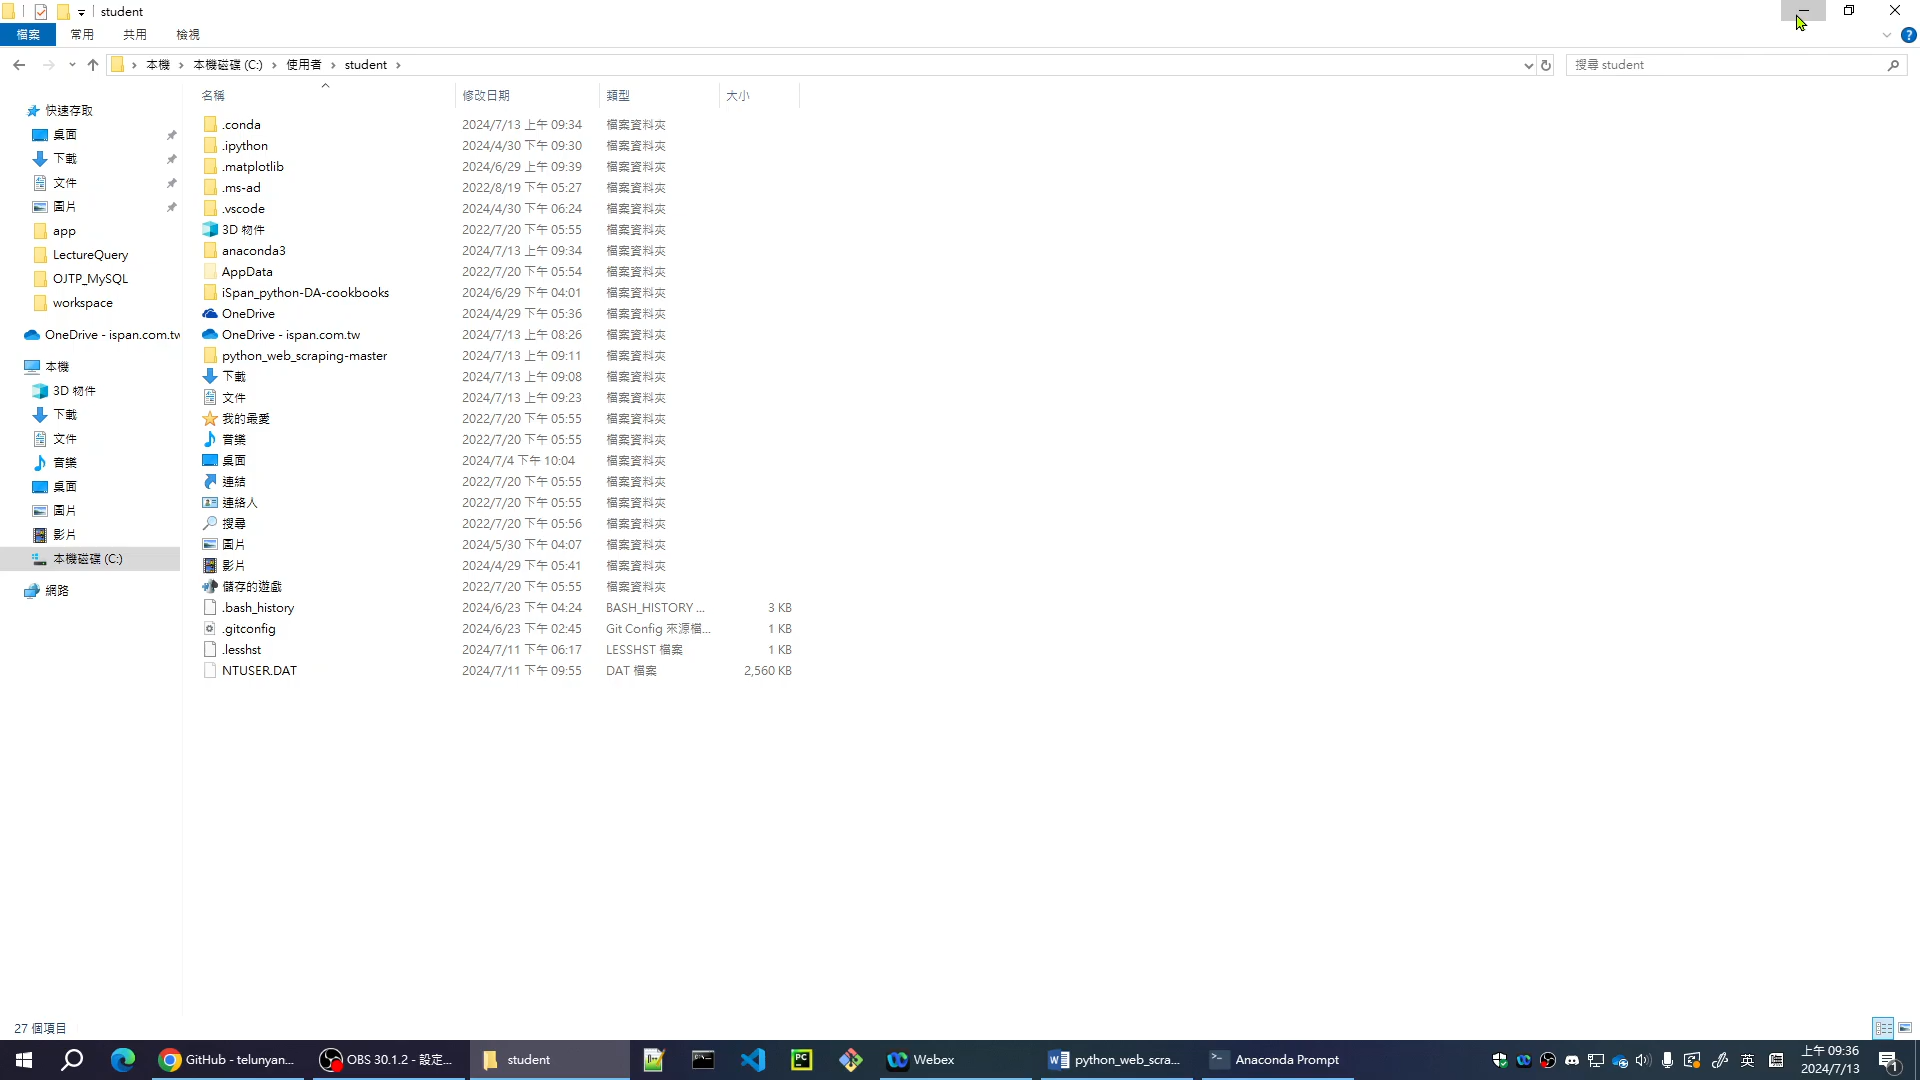 student
檔案 常用 共用 檢視
本機 本機磁碟 (C:) 使用者 student
搜尋 student
名稱 修改日期 類型 大小
快速存取
桌面
下載
文件
圖片
app
LectureQuery
OJTP_MySQL
workspace
OneDrive - ispan.com.tw
本機
3D 物件
下載
文件
音樂
桌面
圖片
影片
本機磁碟 (C:)
網路
.conda 2024/7/13 上午 09:34 檔案資料夾
.ipython 2024/4/30 下午 09:30 檔案資料夾
.matplotlib 2024/6/29 上午 09:39 檔案資料夾
.ms-ad 2022/8/19 下午 05:27 檔案資料夾
.vscode 2024/4/30 下午 06:24 檔案資料夾
3D 物件 2022/7/20 下午 05:55 檔案資料夾
anaconda3 2024/7/13 上午 09:34 檔案資料夾
AppData 2022/7/20 下午 05:54 檔案資料夾
iSpan_python-DA-cookbooks 2024/6/29 下午 04:01 檔案資料夾
OneDrive 2024/4/29 下午 05:36 檔案資料夾
OneDrive - ispan.com.tw 2024/7/13 上午 08:26 檔案資料夾
python_web_scraping-master 2024/7/13 上午 09:11 檔案資料夾
下載 2024/7/13 上午 09:08 檔案資料夾
文件 2024/7/13 上午 09:23 檔案資料夾
我的最愛 2022/7/20 下午 05:55 檔案資料夾
音樂 2022/7/20 下午 05:55 檔案資料夾
桌面 2024/7/4 下午 10:04 檔案資料夾
連結 2022/7/20 下午 05:55 檔案資料夾
連絡人 2022/7/20 下午 05:55 檔案資料夾
搜尋 2022/7/20 下午 05:56 檔案資料夾
圖片 2024/5/30 下午 04:07 檔案資料夾
影片 2024/4/29 下午 05:41 檔案資料夾
儲存的遊戲 2022/7/20 下午 05:55 檔案資料夾
.bash_history 2024/6/23 下午 04:24 BASH_HISTORY ... 3 KB
.gitconfig 2024/6/23 下午 02:45 Git Config 來源檔... 1 KB
.lesshst 2024/7/11 下午 06:17 LESSHST 檔案 1 KB
NTUSER.DAT 2024/7/11 下午 09:55 DAT 檔案 2,560 KB
27 個項目
GitHub - telunyan... OBS 30.1.2 - 設定... student Webex python_web_scra... Anaconda Prompt 英 上午 09:36
2024/7/13